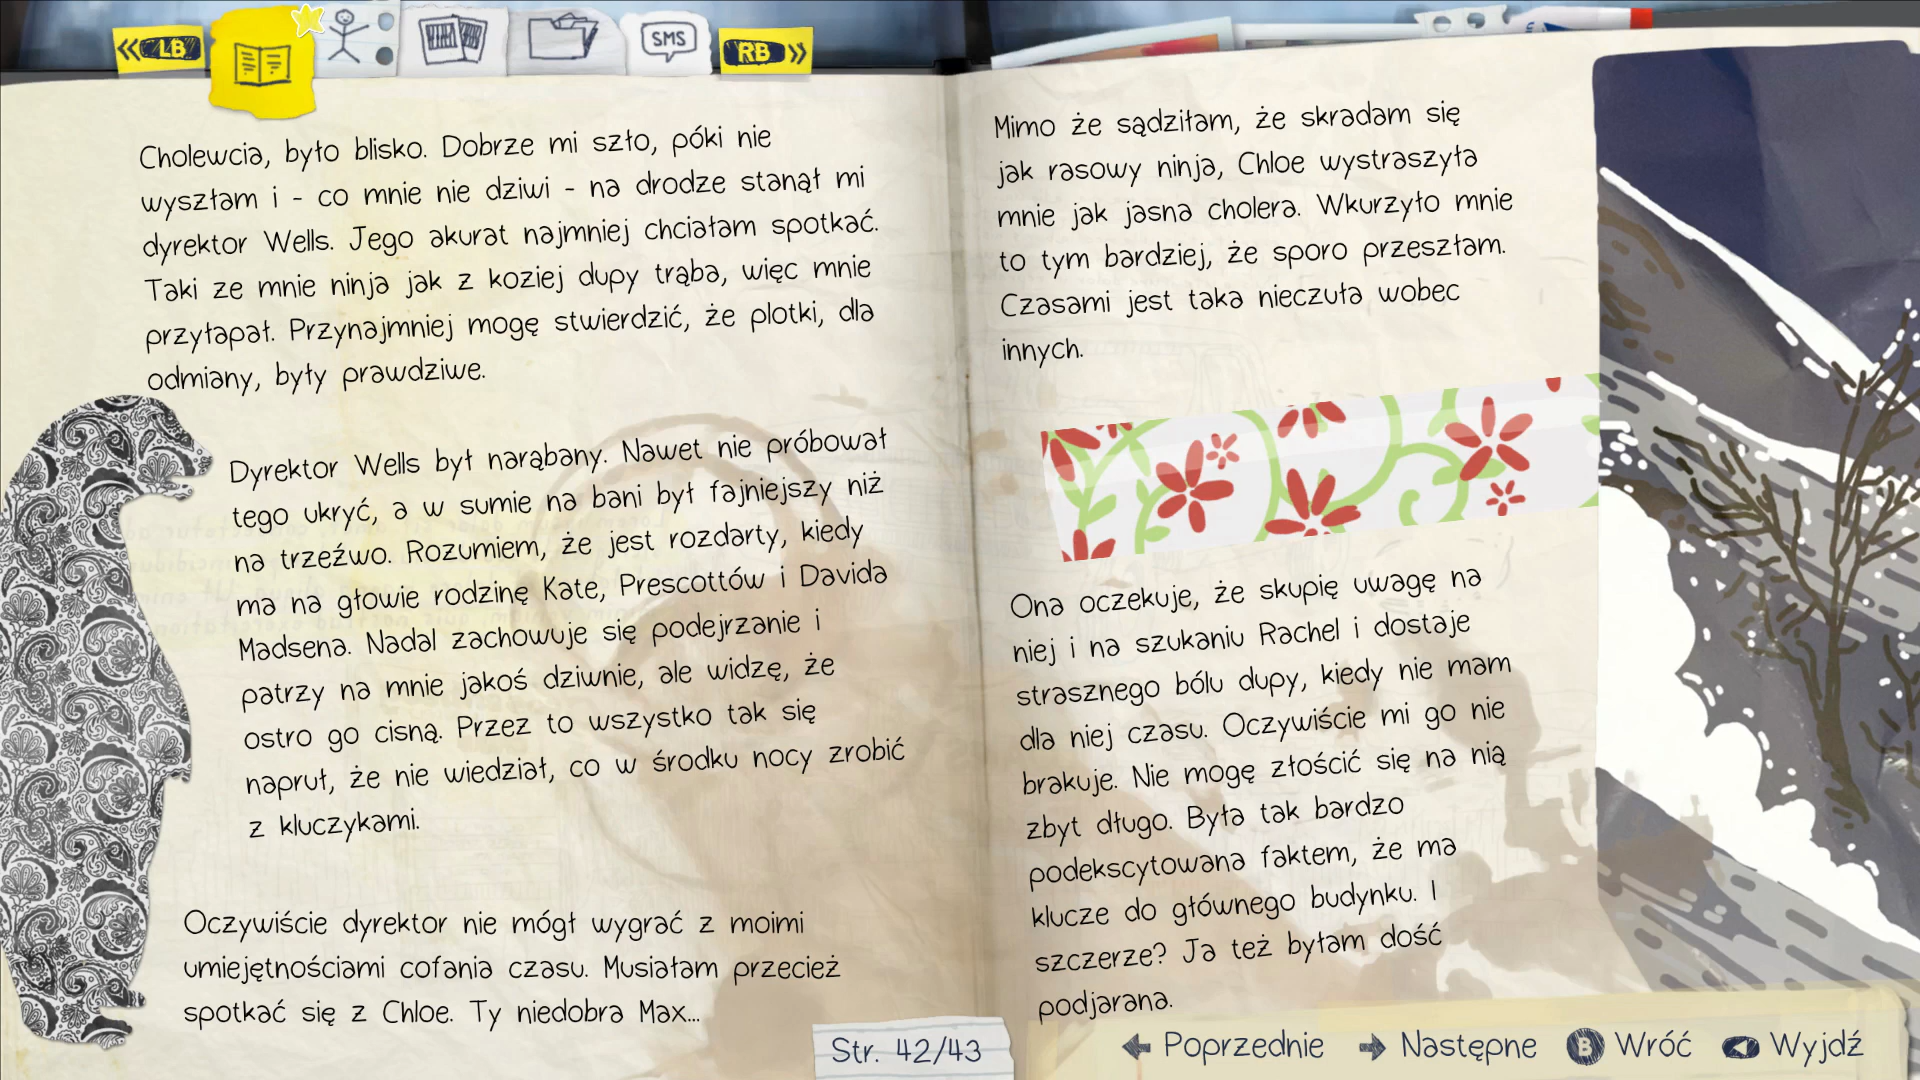 LB
SMS
RB
Cholewcia, było blisko. Dobrze mi szło, póki nie
wyszłam i - co mnie nie dziwi - na drodze stanął mi
dyrektor Wells. Jego akurat najmniej chciałam spotkać.
Taki ze mnie ninja jak z koziej dupy trąba, więc mnie
przyłapał. Przynajmniej mogę stwierdzić, że plotki, dla
odmiany, były prawdziwe.
Dyrektor Wells był narąbany. Nawet nie próbował
tego ukryć, a w sumie na bani był fajniejszy niż
na trzeźwo. Rozumiem, że jest rozdarty, kiedy
ma na głowie rodzinę Kate, Prescottów i Davida
Madsena. Nadal zachowuje się podejrzanie i
patrzy na mnie jakoś dziwnie, ale widzę, że
ostro go cisną. Przez to wszystko tak się
napruł, że nie wiedział, co w środku nocy zrobić
z kluczykami.
Oczywiście dyrektor nie mógł wygrać z moimi
umiejętnościami cofania czasu. Musiałam przecież
spotkać się z Chloe. Ty niedobra Max...
Mimo że sądziłam, że skradam się
jak rasowy ninja, Chloe wystraszyła
mnie jak jasna cholera. Wkurzyło mnie
to tym bardziej, że sporo przeszłam.
Czasami jest taka nieczuła wobec
innych.
Ona oczekuje, że skupię uwagę na
niej i na szukaniu Rachel i dostaje
strasznego bólu dupy, kiedy nie mam
dla niej czasu. Oczywiście mi go nie
brakuje. Nie mogę złościć się na nią
zbyt długo. Była tak bardzo
podekscytowana faktem, że ma
klucze do głównego budynku. I
szczerze? Ja też byłam dość
podjarana.
Str. 42/43
Poprzednie
Następne
B Wróć
Wyjdź